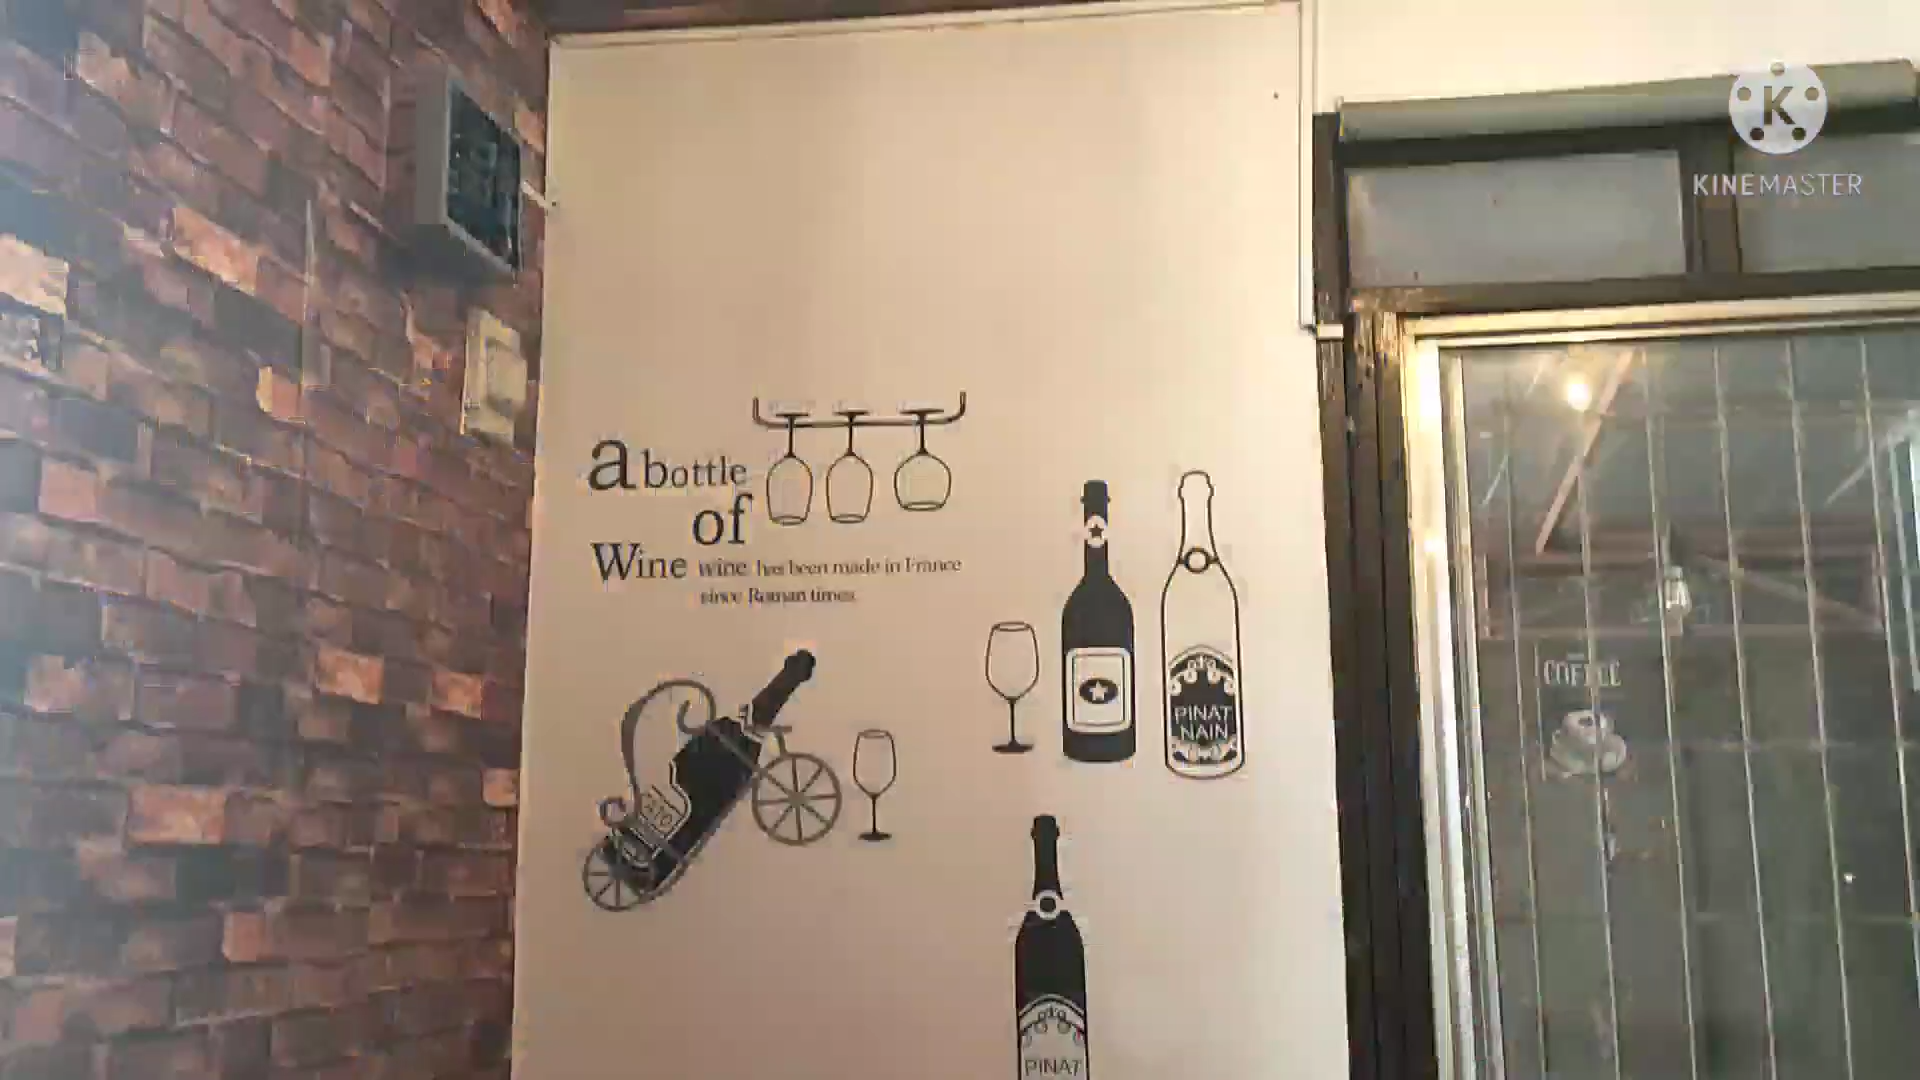 K
KINEMASTER
a bottle
of
Wine wine has been made in France
since Roman times.
PINAT
NAIN
COFFEE
PINAT